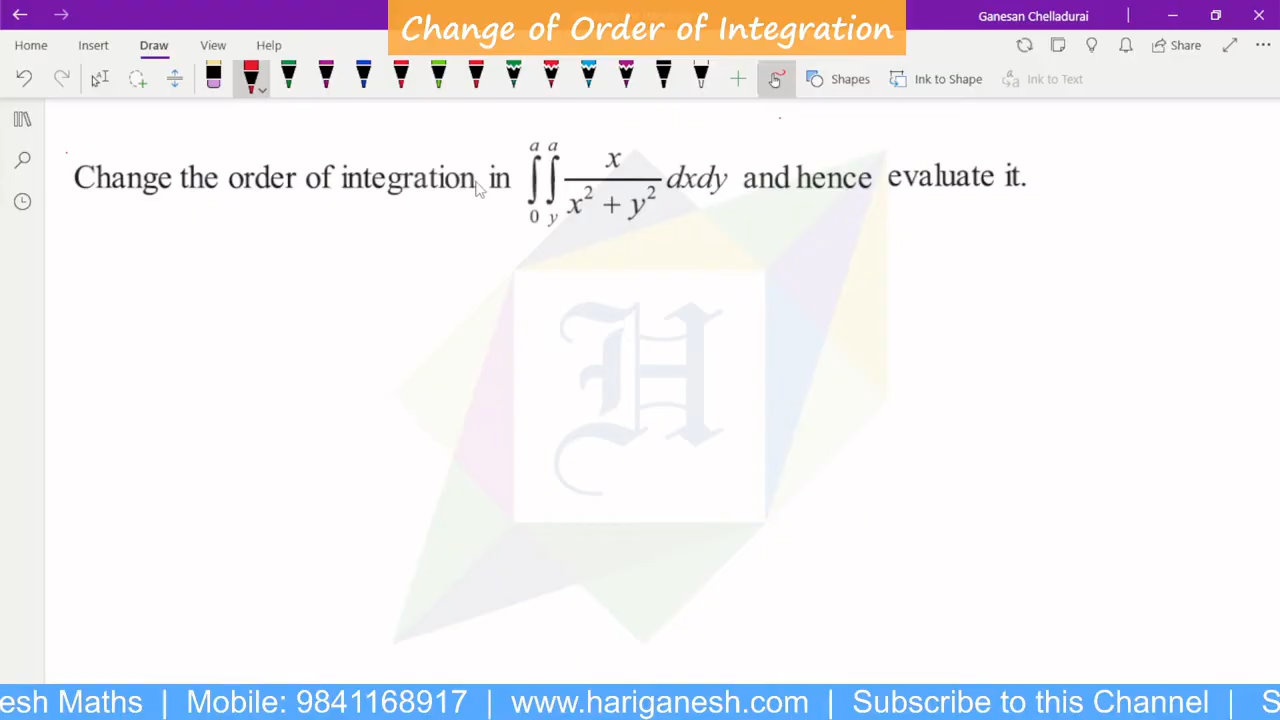 Change of Order of Integration
Ganesan Chelladurai
Home Insert Draw View Help
Share
Shapes
Ink to Shape
Ink to Text
Change the order of integration in ∫₀ᵃ ∫ᵧᵃ x/(x² + y²) dxdy and hence evaluate it.
H
esh Maths | Mobile: 9841168917 | www.hariganesh.com | Subscribe to this Channel | S